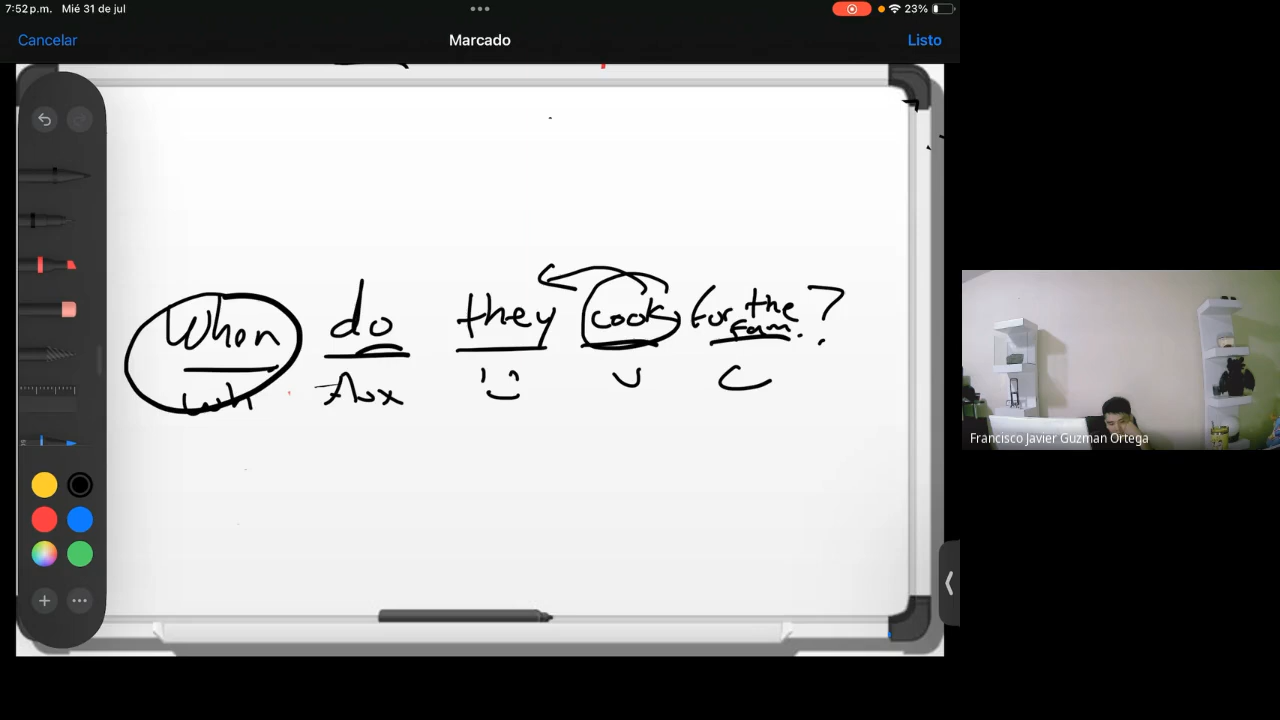 7:52 p.m. Mié 31 de jul
23%
Cancelar
Marcado
Listo
When do they cook for the fam.?
Wh Aux V C
Francisco Javier Guzman Ortega